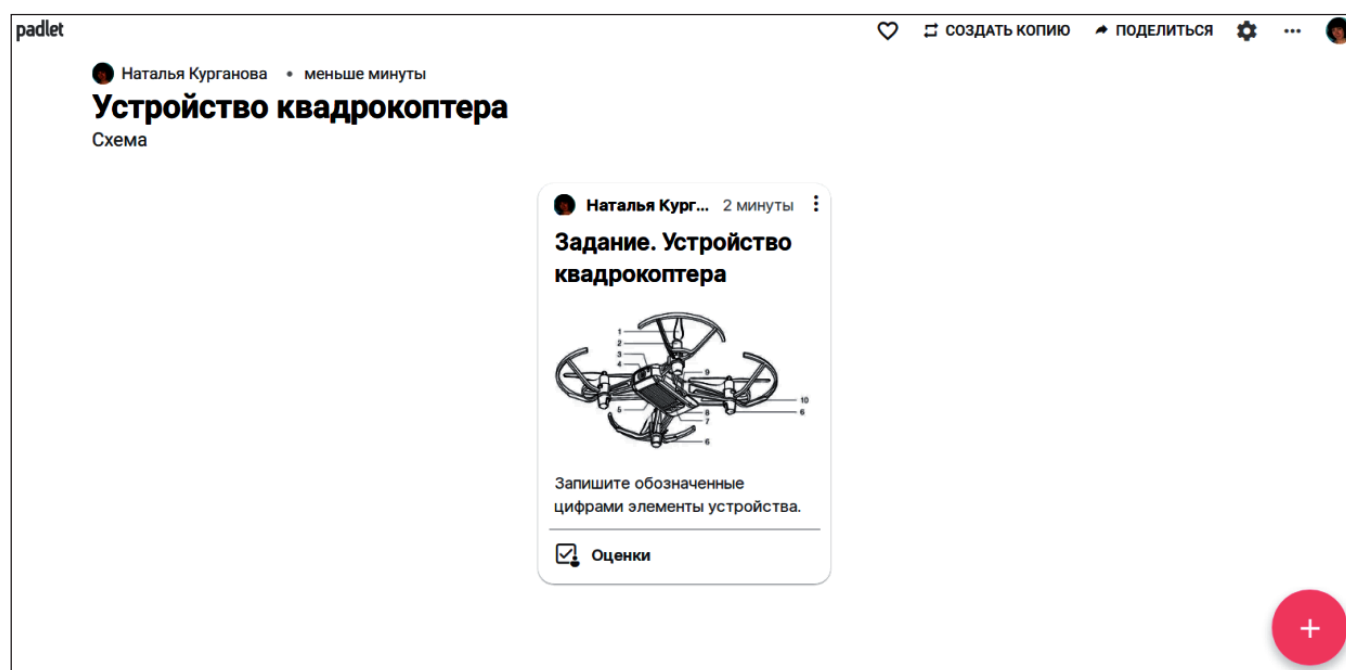 padlet
СОЗДАТЬ КОПИЮ
ПОДЕЛИТЬСЯ
Наталья Курганова • меньше минуты
Устройство квадрокоптера
Схема
Наталья Кург... 2 минуты
Задание. Устройство
квадрокоптера
1
2
3
4
9
10
5
8
6
7
6
Запишите обозначенные
цифрами элементы устройства.
Оценки